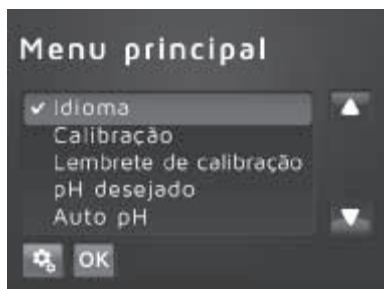 Menu principal
Idioma
Calibração
Lembrete de calibração
pH desejado
Auto pH
OK